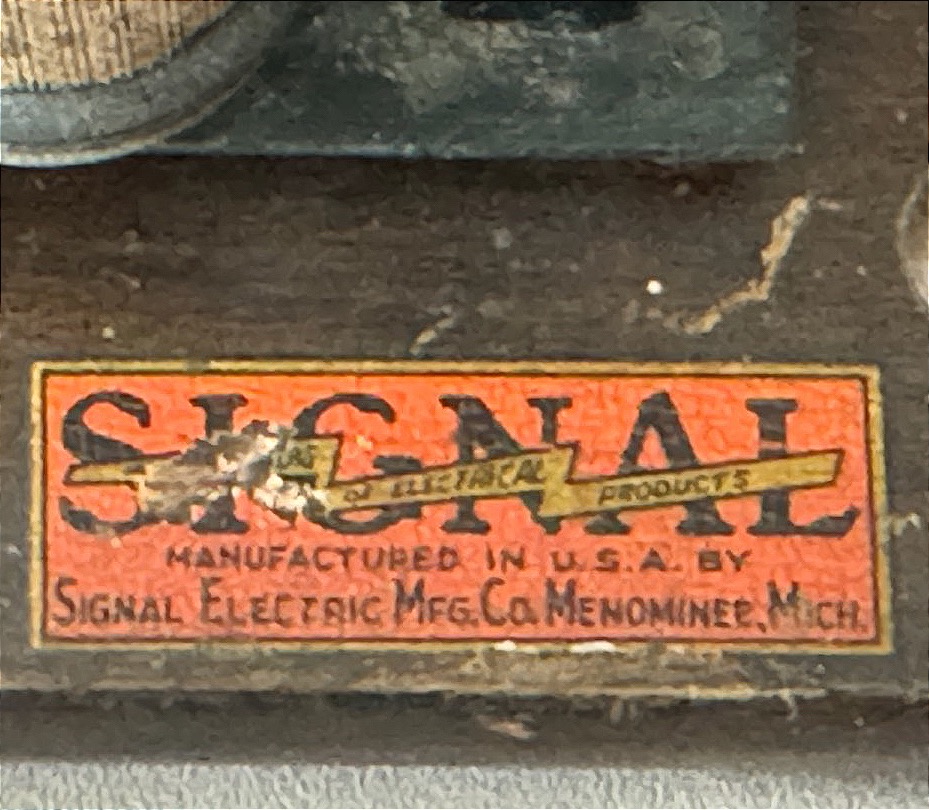 SIGNAL
OF ELECTRICAL PRODUCTS
MANUFACTURED IN U.S.A. BY
SIGNAL ELECTRIC MFG. CO. MENOMINEE, MICH.